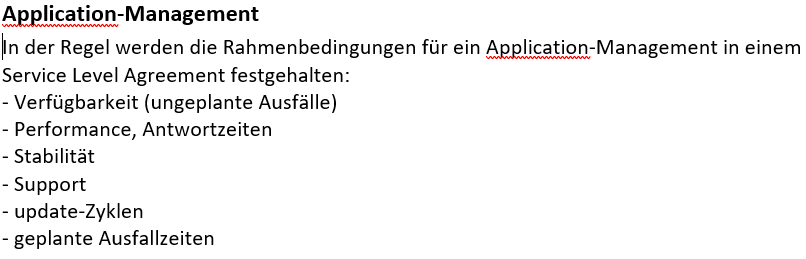 Application-Management
In der Regel werden die Rahmenbedingungen für ein Application-Management in einem
Service Level Agreement festgehalten:
- Verfügbarkeit (ungeplante Ausfälle)
- Performance, Antwortzeiten
- Stabilität
- Support
- update-Zyklen
- geplante Ausfallzeiten